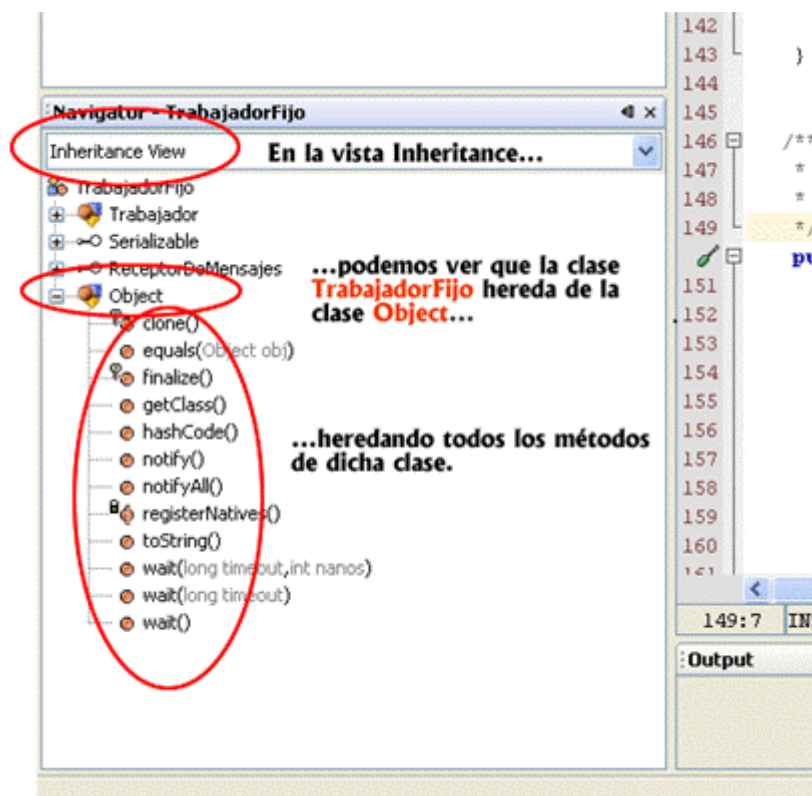 142
143 }
144
Navigator - TrabajadorFijo
145
Inheritance View
En la vista Inheritance...
146 /**
TrabajadorFijo
147 *
Trabajador
148 *
Serializable
149 */
ReceptorDeMensajes
...podemos ver que la clase
TrabajadorFijo hereda de la
clase Object...
pu
Object
151
clone()
152
equals(Object obj)
153
finalize()
154
getClass()
155
hashCode()
156
...heredando todos los métodos
de dicha clase.
notify()
157
notifyAll()
158
registerNatives()
159
toString()
160
wait(long timeout,int nanos)
161
wait(long timeout)
wait()
149:7 IN
Output